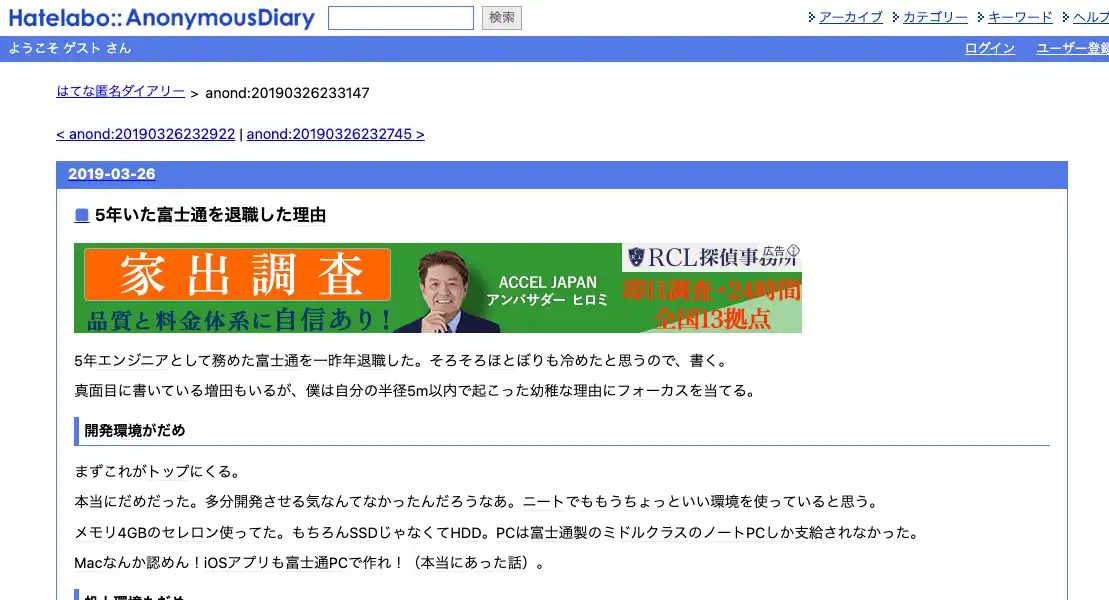 Hatelabo::AnonymousDiary 検索 アーカイブ カテゴリー キーワード ヘルプ
ようこそ ゲスト さん ログイン ユーザー登録
はてな匿名ダイアリー > anond:20190326233147
< anond:20190326232922 | anond:20190326232745 >
2019-03-26
5年いた富士通を退職した理由
家出調査
品質と料金体系に自信あり!
ACCEL JAPAN
アンバサダー ヒロミ
RCL探偵事務所
広告
即日調査・24時間
全国13拠点
5年エンジニアとして務めた富士通を一昨年退職した。そろそろほとぼりも冷めたと思うので、書く。
真面目に書いている増田もいるが、僕は自分の半径5m以内で起こった幼稚な理由にフォーカスを当てる。
開発環境がだめ
まずこれがトップにくる。
本当にだめだった。多分開発させる気なんてなかったんだろうなあ。ニートでももうちょっといい環境を使っていると思う。
メモリ4GBのセレロン使ってた。もちろんSSDじゃなくてHDD。PCは富士通製のミドルクラスのノートPCしか支給されなかった。
Macなんか認めん！iOSアプリも富士通PCで作れ！（本当にあった話）。
机上環境もだめ